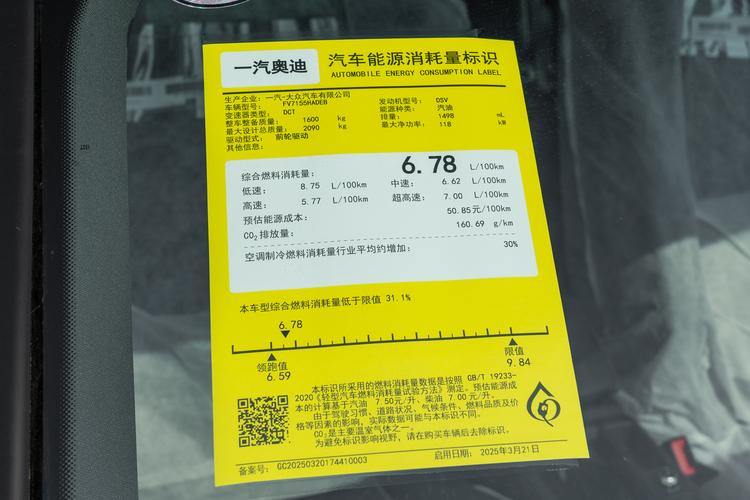 一汽奥迪
汽车能源消耗量标识
AUTOMOBILE ENERGY CONSUMPTION LABEL
生产企业: 一汽-大众汽车有限公司
车辆型号: FV7155HADEB 发动机型号: DSV
变速器类型: DCT 能源种类: 汽油
整车整备质量: 1600 kg 排量: 1498 mL
最大设计总质量: 2090 kg 最大净功率: 118 kW
驱动型式: 前轮驱动
其他信息:
综合燃料消耗量: 6.78 L/100km
低速: 8.75 L/100km 中速: 6.62 L/100km
高速: 5.77 L/100km 超高速: 7.00 L/100km
预估能源成本: 50.85元/100km
CO2排放量: 160.69 g/km
空调制冷燃料消耗量行业平均约增加: 30%
本车型综合燃料消耗量低于限值 31.1%
6.78
领跑值 限值
6.59 9.84
本标识所采用的燃料消耗量数据是按照 GB/T 19233-
2020《轻型汽车燃料消耗量试验方法》测定。预估能源成
本的计算基于汽油 7.50元/升、柴油 7.00 元/升。
由于驾驶习惯、道路状况、气候条件、燃料品质及价
格等因素的影响，实际数据可能与本标识不同。
CO2是主要温室气体之一。
为避免标识影响视野，请在购买车辆后去除标识。
备案号: GC20250320174410003 启用日期: 2025年3月21日